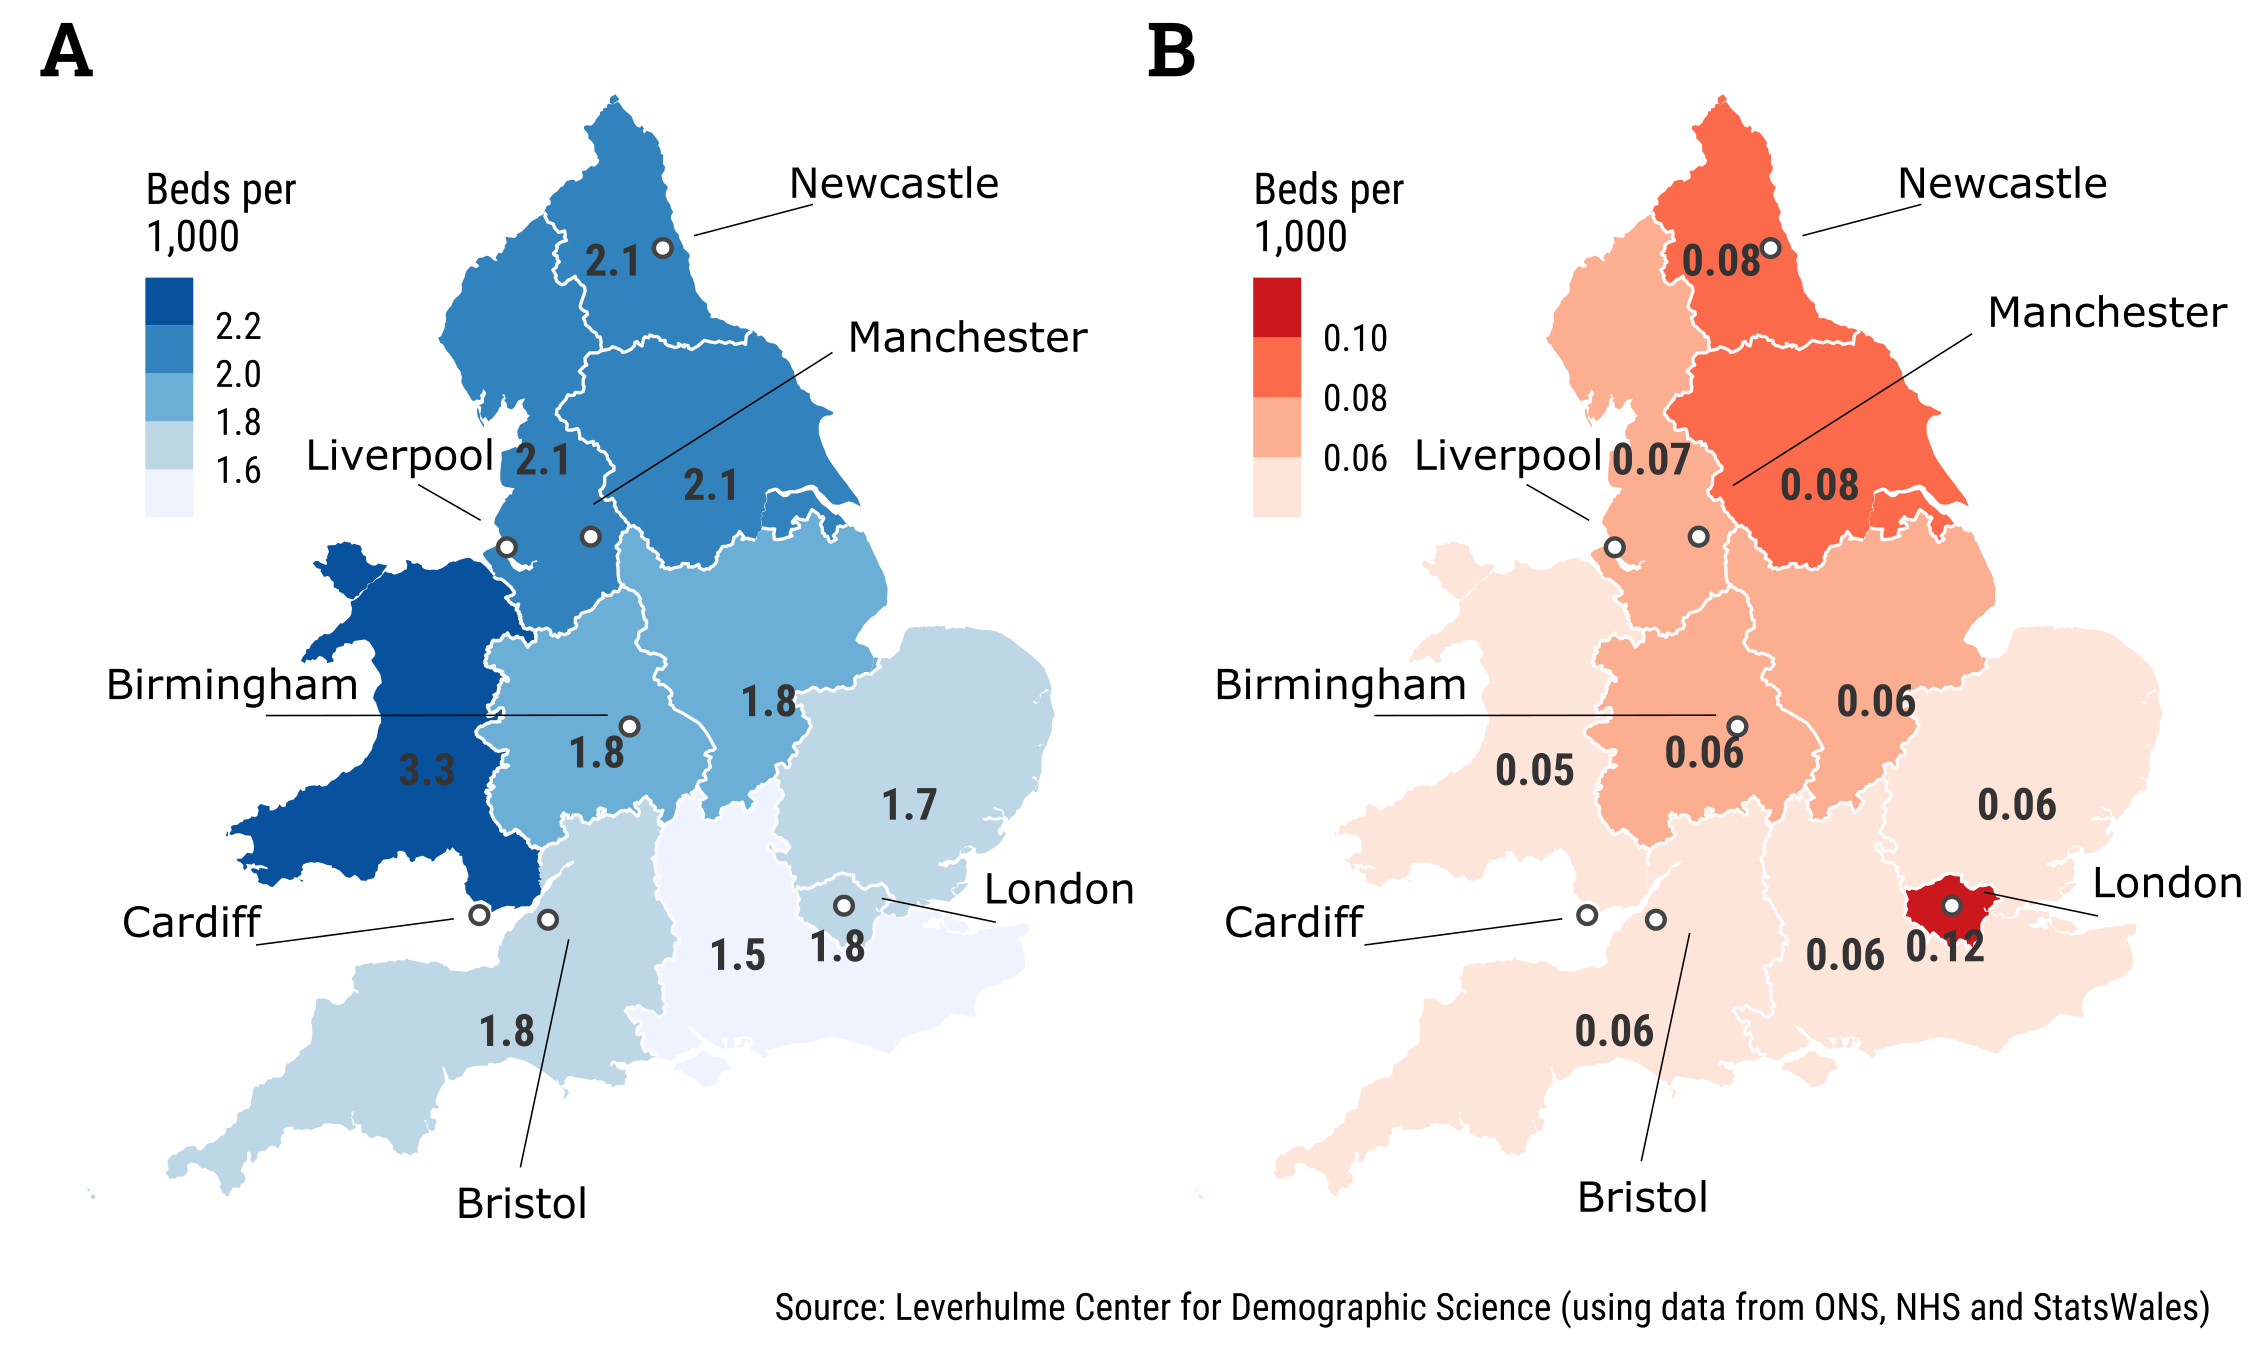 A
Beds per
1,000
2.2
2.0
1.8
1.6
Newcastle
2.1
Manchester
Liverpool
2.1
2.1
Birmingham
1.8
1.8
3.3
1.7
London
Cardiff
1.5
1.8
1.8
Bristol
B
Beds per
1,000
0.10
0.08
0.06
Newcastle
0.08
Manchester
Liverpool
0.07
0.08
Birmingham
0.06
0.06
0.05
0.06
London
Cardiff
0.06
0.12
0.06
Bristol
Source: Leverhulme Center for Demographic Science (using data from ONS, NHS and StatsWales)